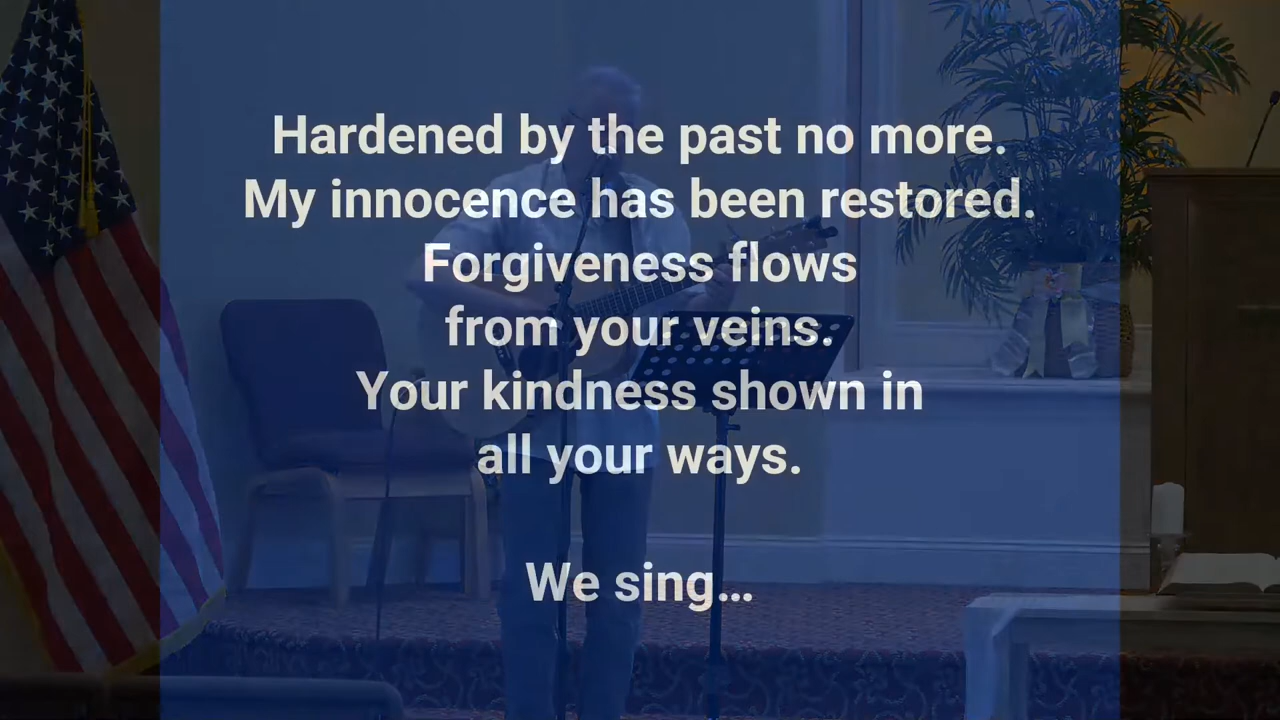 Hardened by the past no more.
My innocence has been restored.
Forgiveness flows
from your veins.
Your kindness shown in
all your ways.
We sing...